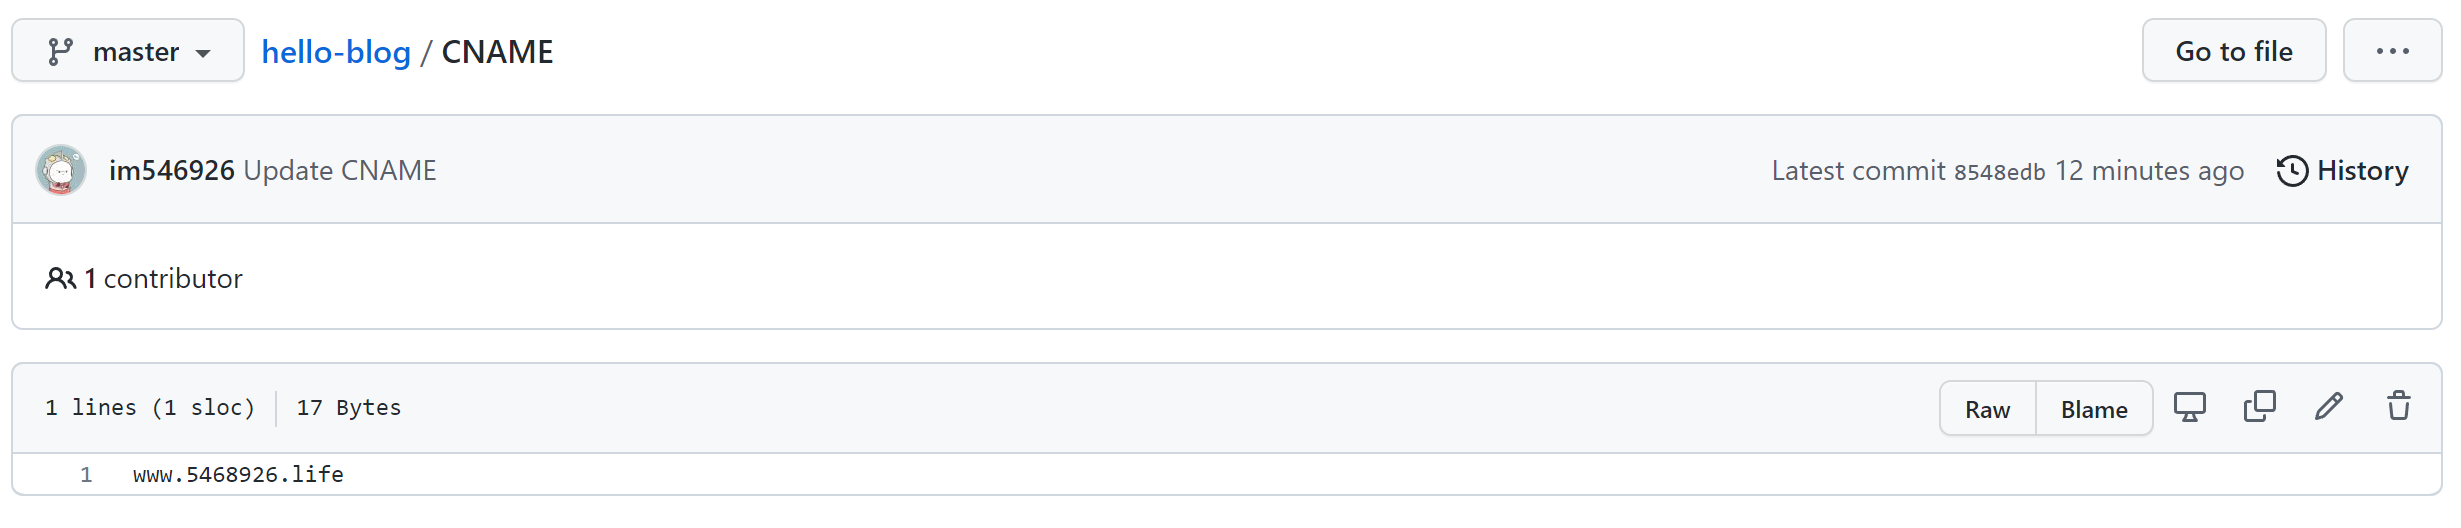 master hello-blog / CNAME Go to file
im546926 Update CNAME Latest commit 8548edb 12 minutes ago History
1 contributor
1 lines (1 sloc) 17 Bytes Raw Blame
1 www.5468926.life